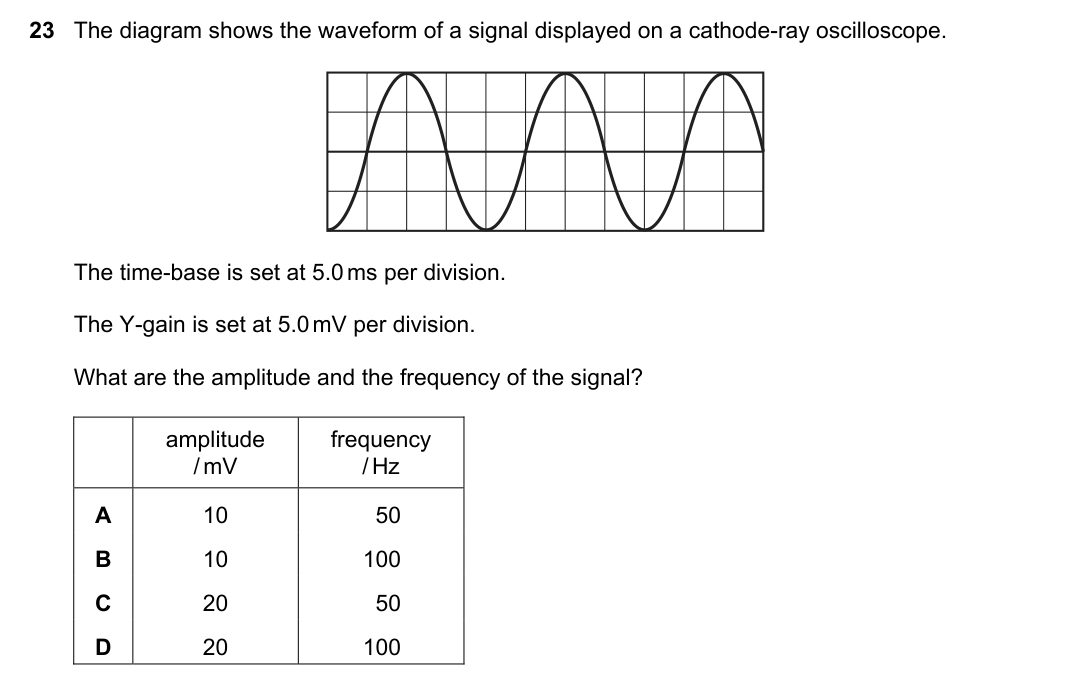 23 The diagram shows the waveform of a signal displayed on a cathode-ray oscilloscope.
The time-base is set at 5.0 ms per division.
The Y-gain is set at 5.0 mV per division.
What are the amplitude and the frequency of the signal?
amplitude frequency
/ mV / Hz
A 10 50
B 10 100
C 20 50
D 20 100